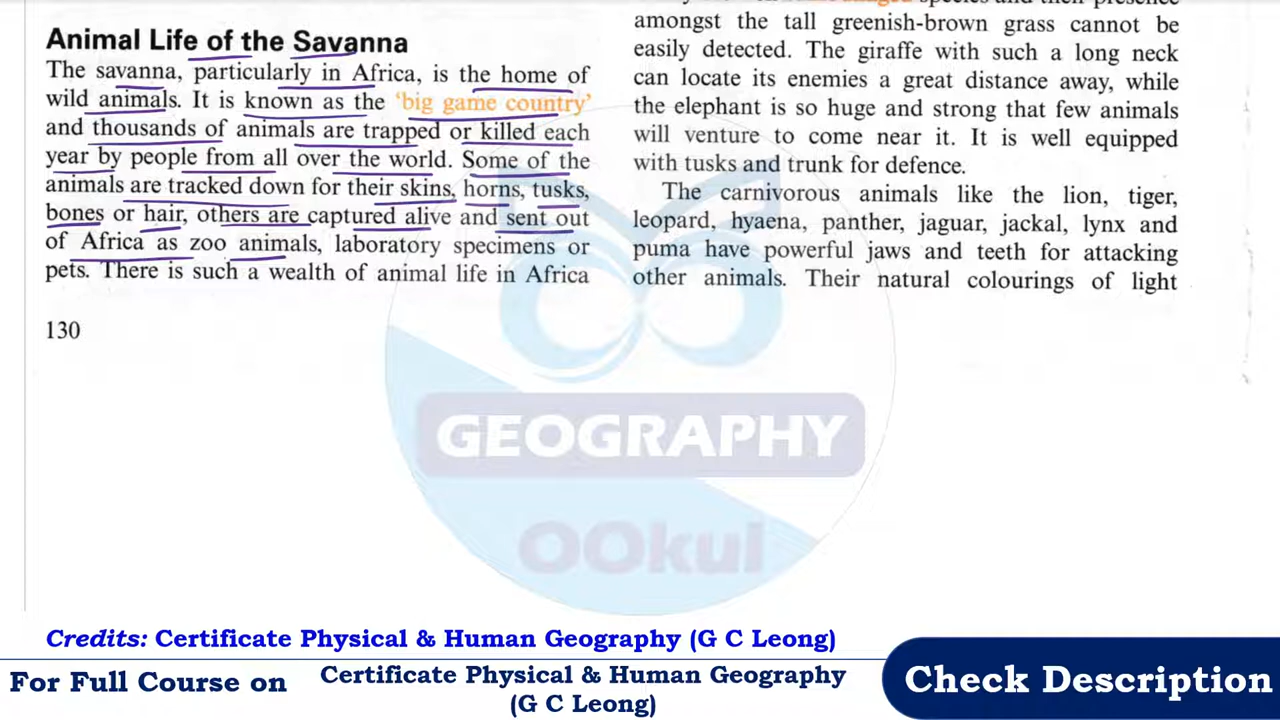 Animal Life of the Savanna
The savanna, particularly in Africa, is the home of
wild animals. It is known as the ‘big game country’
and thousands of animals are trapped or killed each
year by people from all over the world. Some of the
animals are tracked down for their skins, horns, tusks,
bones or hair, others are captured alive and sent out
of Africa as zoo animals, laboratory specimens or
pets. There is such a wealth of animal life in Africa
130
species and their presence
amongst the tall greenish-brown grass cannot be
easily detected. The giraffe with such a long neck
can locate its enemies a great distance away, while
the elephant is so huge and strong that few animals
will venture to come near it. It is well equipped
with tusks and trunk for defence.
The carnivorous animals like the lion, tiger,
leopard, hyaena, panther, jaguar, jackal, lynx and
puma have powerful jaws and teeth for attacking
other animals. Their natural colourings of light
GEOGRAPHY
OOkul
Credits: Certificate Physical & Human Geography (G C Leong)
For Full Course on
Certificate Physical & Human Geography
(G C Leong)
Check Description